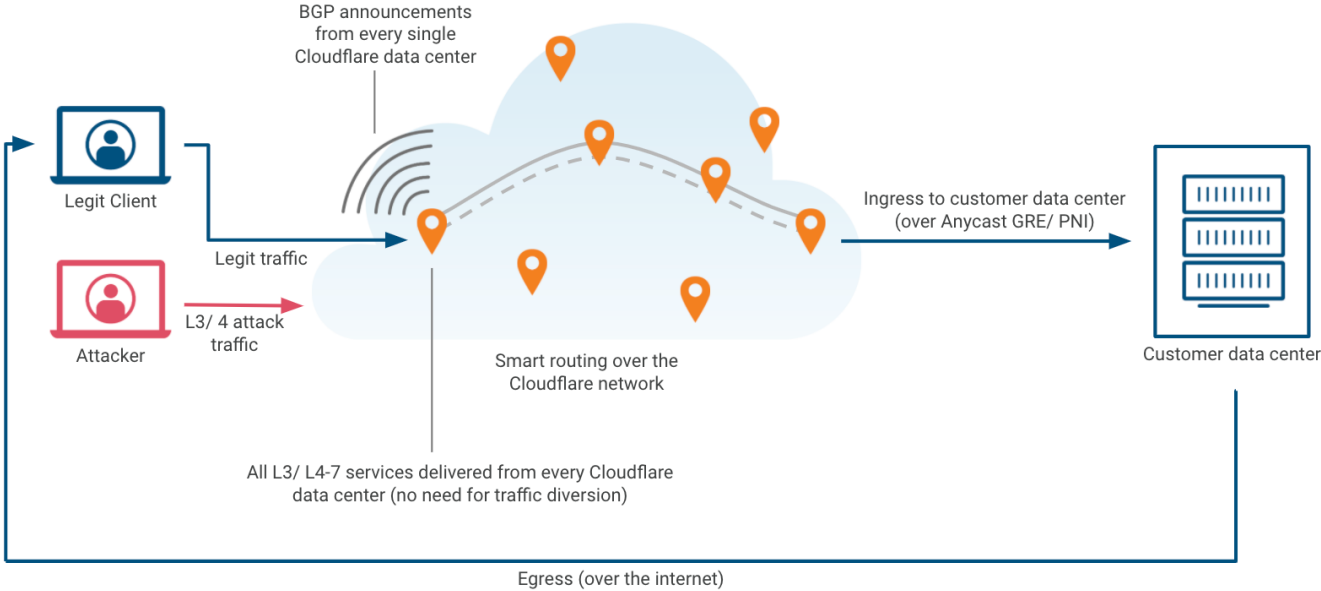 BGP announcements
from every single
Cloudflare data center
Legit Client
Legit traffic
Attacker
L3/ 4 attack
traffic
Ingress to customer data center
(over Anycast GRE/ PNI)
Customer data center
Smart routing over the
Cloudflare network
All L3/ L4-7 services delivered from every Cloudflare
data center (no need for traffic diversion)
Egress (over the internet)